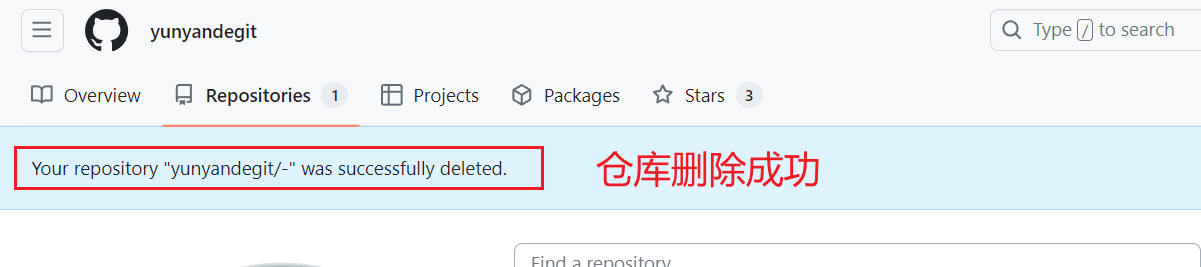 yunyandegit
Type / to search
Overview
Repositories 1
Projects
Packages
Stars 3
Your repository "yunyandegit/-" was successfully deleted.
仓库删除成功
Find a repository